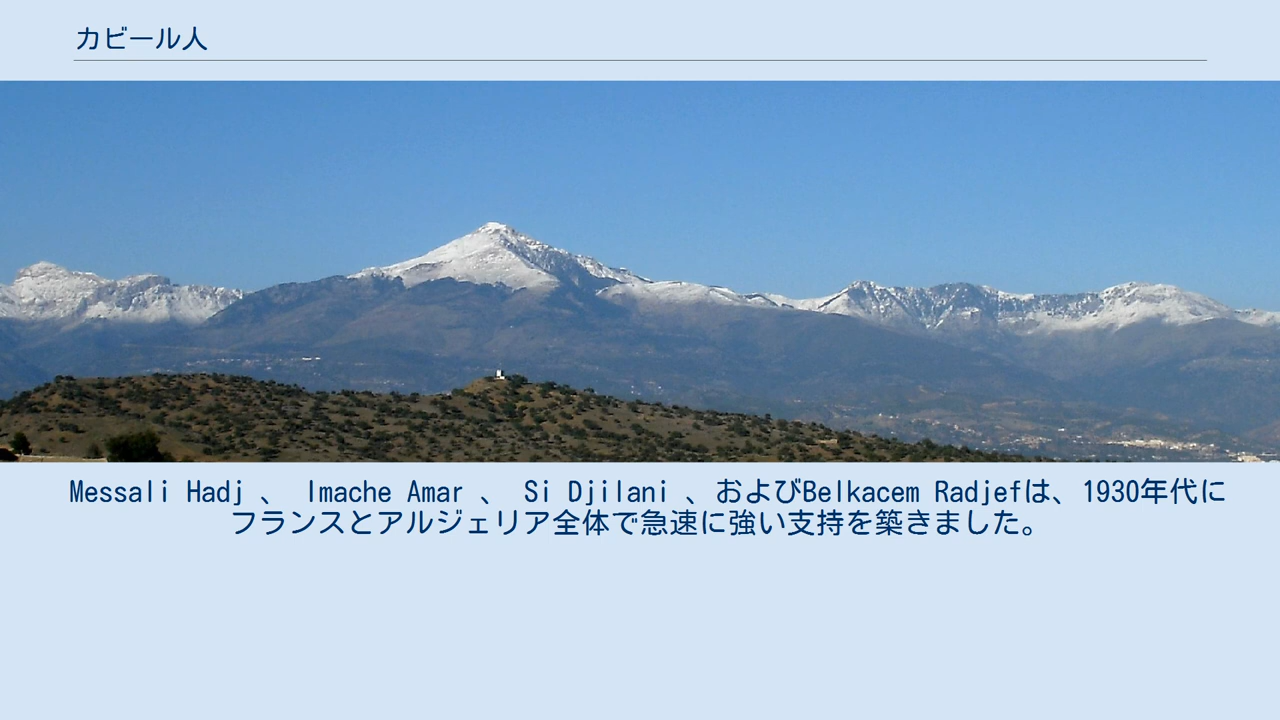 カビール人
Messali Hadj 、 Imache Amar 、 Si Djilani 、およびBelkacem Radjefは、1930年代に
フランスとアルジェリア全体で急速に強い支持を築きました。